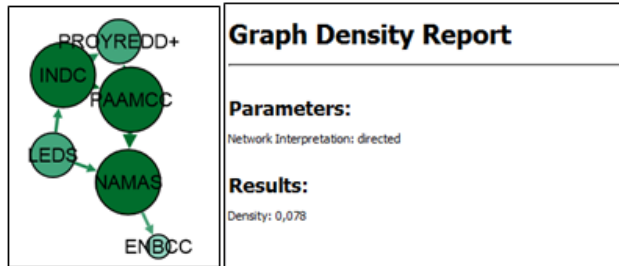 PROYREDD+
INDC
PAAMCC
LEDS
NAMAS
ENBCC
Graph Density Report
Parameters:
Network Interpretation: directed
Results:
Density: 0,078